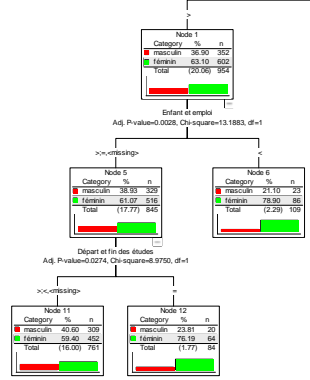 >
Node 1
Category % n
masculin 36.90 352
féminin 63.10 602
Total (20.06) 954
Enfant et emploi
Adj. P-value=0.0028, Chi-square=13.1883, df=1
>;=,<missing>
<
Node 5
Category % n
masculin 38.93 329
féminin 61.07 516
Total (17.77) 845
Node 6
Category % n
masculin 21.10 23
féminin 78.90 86
Total (2.29) 109
Départ et fin des études
Adj. P-value=0.0274, Chi-square=8.9750, df=1
>;<,<missing>
=
Node 11
Category % n
masculin 40.60 309
féminin 59.40 452
Total (16.00) 761
Node 12
Category % n
masculin 23.81 20
féminin 76.19 64
Total (1.77) 84